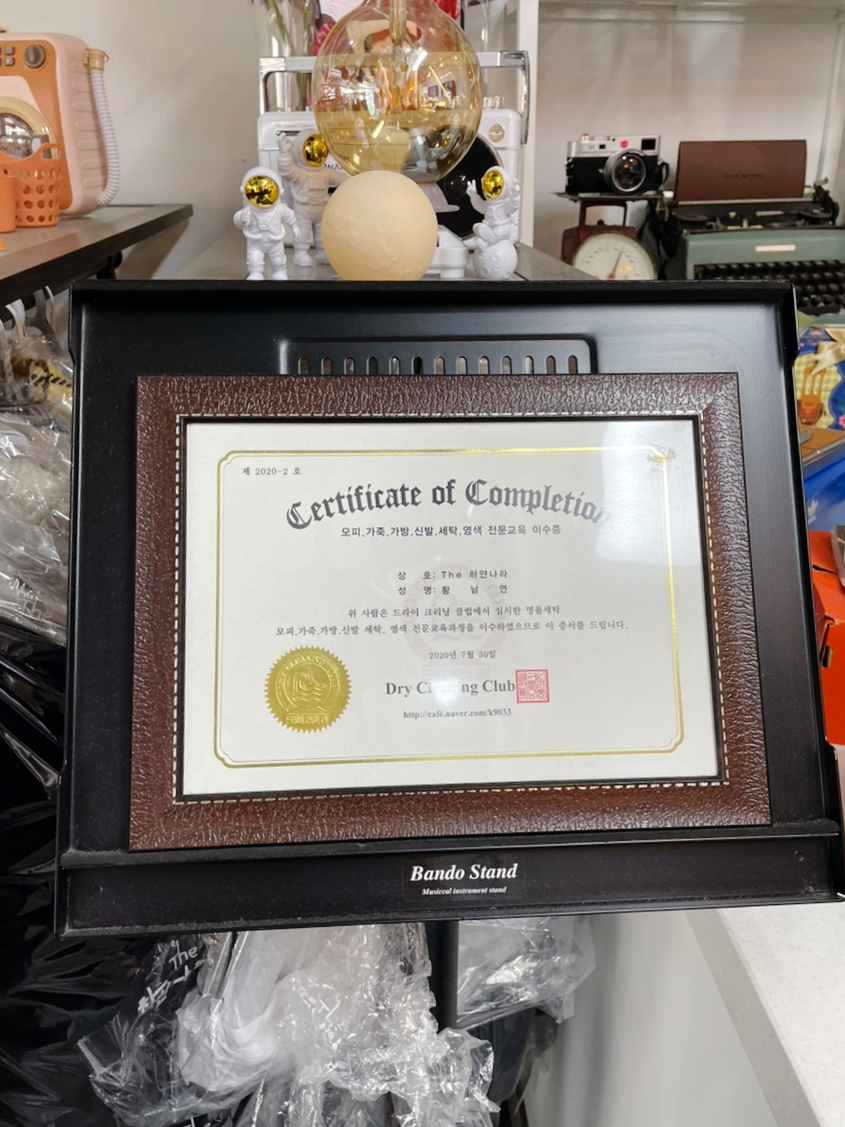 제 2020-2 호
Certificate of Completion
모피,가죽,가방,신발,세탁,염색 전문교육 이수증
상 호: The 하얀나라
성 명: 황 남 연
위 사람은 드라이 크리닝 클럽에서 실시한 명품세탁
모피,가죽,가방,신발 세탁, 염색 전문교육과정을 이수하였으므로 이 증서를 드립니다.
2020년 7월 30일
Dry Cleaning Club
http://cafe.naver.com/k9033
Bando Stand
Musiccal instrument stand
The